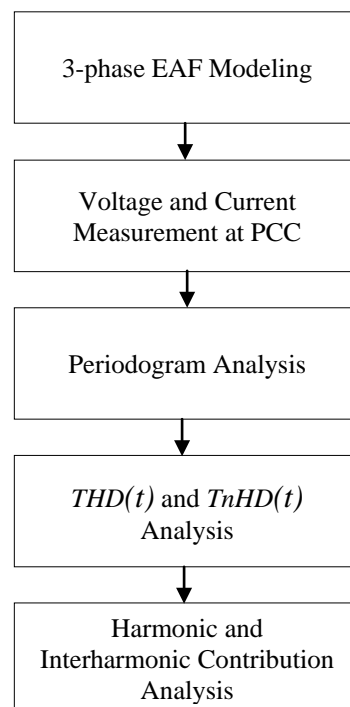 3-phase EAF Modeling
Voltage and Current
Measurement at PCC
Periodogram Analysis
THD(t) and TnHD(t)
Analysis
Harmonic and
Interharmonic Contribution
Analysis